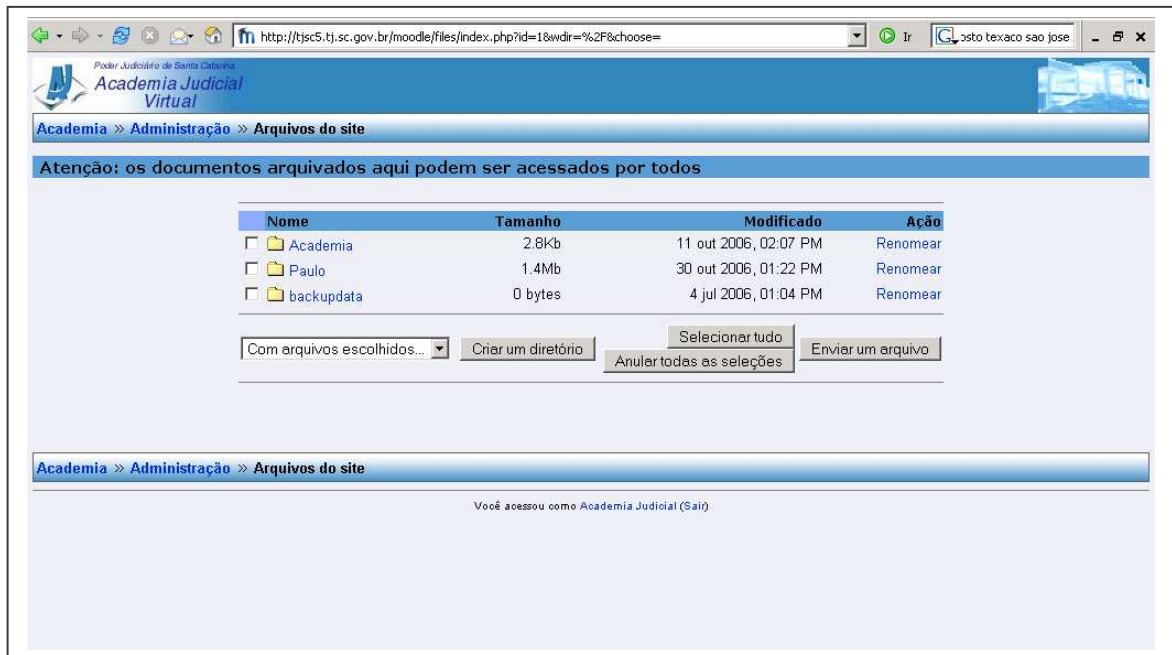 http://tjsc5.tj.sc.gov.br/moodle/files/index.php?id=1&wdir=%2F&choose=
Ir
osto texaco sao jose
Poder Judiciário de Santa Catarina
Academia Judicial
Virtual
Academia » Administração » Arquivos do site
Atenção: os documentos arquivados aqui podem ser acessados por todos
Nome Tamanho Modificado Ação
Academia 2.8Kb 11 out 2006, 02:07 PM Renomear
Paulo 1.4Mb 30 out 2006, 01:22 PM Renomear
backupdata 0 bytes 4 jul 2006, 01:04 PM Renomear
Com arquivos escolhidos...
Criar um diretório
Selecionar tudo
Anular todas as seleções
Enviar um arquivo
Academia » Administração » Arquivos do site
Você acessou como Academia Judicial (Sair)